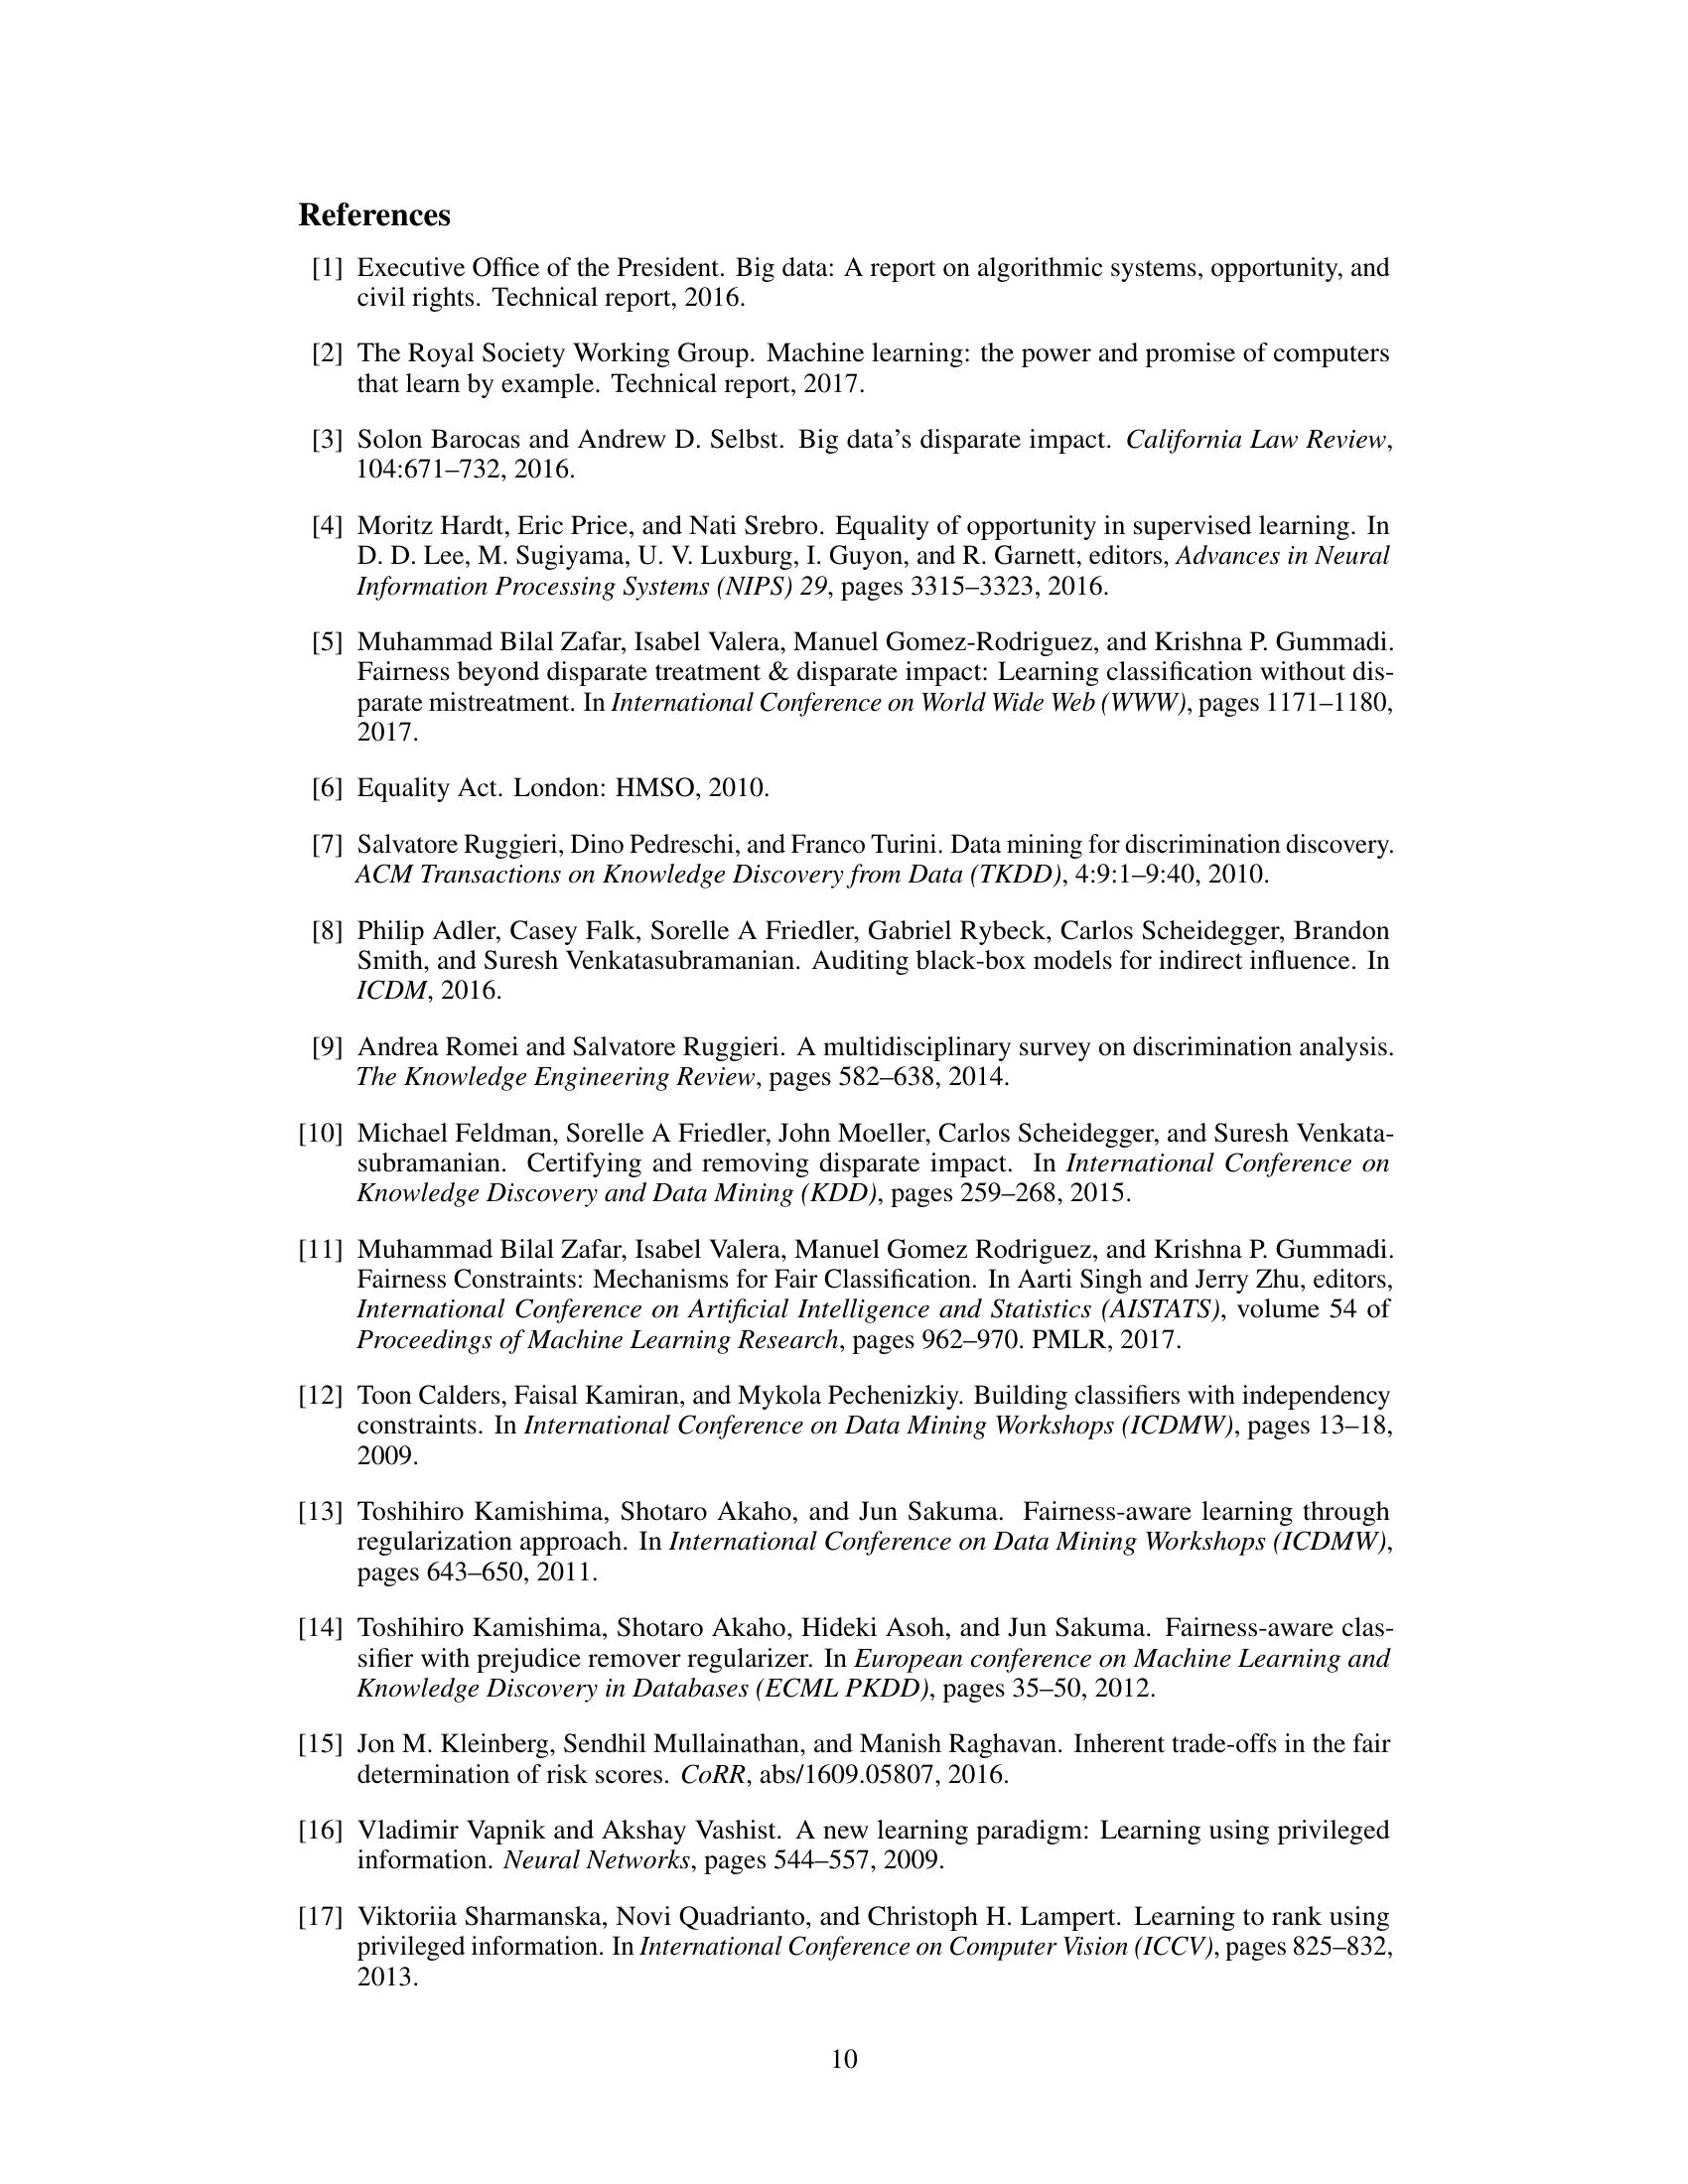 References
[1] Executive Office of the President. Big data: A report on algorithmic systems, opportunity, and
civil rights. Technical report, 2016.
[2] The Royal Society Working Group. Machine learning: the power and promise of computers
that learn by example. Technical report, 2017.
[3] Solon Barocas and Andrew D. Selbst. Big data's disparate impact. California Law Review,
104:671–732, 2016.
[4] Moritz Hardt, Eric Price, and Nati Srebro. Equality of opportunity in supervised learning. In
D. D. Lee, M. Sugiyama, U. V. Luxburg, I. Guyon, and R. Garnett, editors, Advances in Neural
Information Processing Systems (NIPS) 29, pages 3315–3323, 2016.
[5] Muhammad Bilal Zafar, Isabel Valera, Manuel Gomez-Rodriguez, and Krishna P. Gummadi.
Fairness beyond disparate treatment & disparate impact: Learning classification without dis-
parate mistreatment. In International Conference on World Wide Web (WWW), pages 1171–1180,
2017.
[6] Equality Act. London: HMSO, 2010.
[7] Salvatore Ruggieri, Dino Pedreschi, and Franco Turini. Data mining for discrimination discovery.
ACM Transactions on Knowledge Discovery from Data (TKDD), 4:9:1–9:40, 2010.
[8] Philip Adler, Casey Falk, Sorelle A Friedler, Gabriel Rybeck, Carlos Scheidegger, Brandon
Smith, and Suresh Venkatasubramanian. Auditing black-box models for indirect influence. In
ICDM, 2016.
[9] Andrea Romei and Salvatore Ruggieri. A multidisciplinary survey on discrimination analysis.
The Knowledge Engineering Review, pages 582–638, 2014.
[10] Michael Feldman, Sorelle A Friedler, John Moeller, Carlos Scheidegger, and Suresh Venkata-
subramanian. Certifying and removing disparate impact. In International Conference on
Knowledge Discovery and Data Mining (KDD), pages 259–268, 2015.
[11] Muhammad Bilal Zafar, Isabel Valera, Manuel Gomez Rodriguez, and Krishna P. Gummadi.
Fairness Constraints: Mechanisms for Fair Classification. In Aarti Singh and Jerry Zhu, editors,
International Conference on Artificial Intelligence and Statistics (AISTATS), volume 54 of
Proceedings of Machine Learning Research, pages 962–970. PMLR, 2017.
[12] Toon Calders, Faisal Kamiran, and Mykola Pechenizkiy. Building classifiers with independency
constraints. In International Conference on Data Mining Workshops (ICDMW), pages 13–18,
2009.
[13] Toshihiro Kamishima, Shotaro Akaho, and Jun Sakuma. Fairness-aware learning through
regularization approach. In International Conference on Data Mining Workshops (ICDMW),
pages 643–650, 2011.
[14] Toshihiro Kamishima, Shotaro Akaho, Hideki Asoh, and Jun Sakuma. Fairness-aware clas-
sifier with prejudice remover regularizer. In European conference on Machine Learning and
Knowledge Discovery in Databases (ECML PKDD), pages 35–50, 2012.
[15] Jon M. Kleinberg, Sendhil Mullainathan, and Manish Raghavan. Inherent trade-offs in the fair
determination of risk scores. CoRR, abs/1609.05807, 2016.
[16] Vladimir Vapnik and Akshay Vashist. A new learning paradigm: Learning using privileged
information. Neural Networks, pages 544–557, 2009.
[17] Viktoriia Sharmanska, Novi Quadrianto, and Christoph H. Lampert. Learning to rank using
privileged information. In International Conference on Computer Vision (ICCV), pages 825–832,
2013.
10